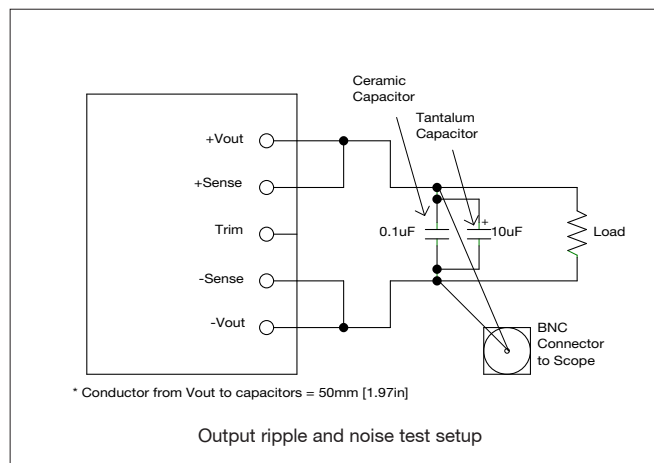 Ceramic
Capacitor
Tantalum
Capacitor
+Vout
+Sense
Trim
-Sense
-Vout
0.1uF
+
10uF
Load
BNC
Connector
to Scope
* Conductor from Vout to capacitors = 50mm [1.97in]
Output ripple and noise test setup